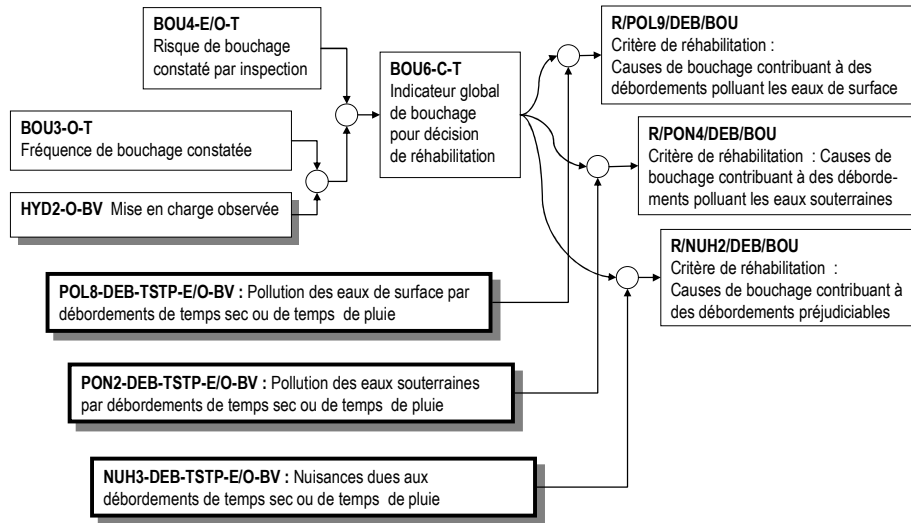 BOU4-E/O-T
Risque de bouchage
constaté par inspection
BOU3-O-T
Fréquence de bouchage constatée
HYD2-O-BV Mise en charge observée
BOU6-C-T
Indicateur global
de bouchage
pour décision
de réhabilitation
R/POL9/DEB/BOU
Critère de réhabilitation :
Causes de bouchage contribuant à des
débordements polluant les eaux de surface
R/PON4/DEB/BOU
Critère de réhabilitation : Causes de
bouchage contribuant à des déborde-
ments polluant les eaux souterraines
R/NUH2/DEB/BOU
Critère de réhabilitation :
Causes de bouchage contribuant à
des débordements préjudiciables
POL8-DEB-TSTP-E/O-BV : Pollution des eaux de surface par
débordements de temps sec ou de temps de pluie
PON2-DEB-TSTP-E/O-BV : Pollution des eaux souterraines
par débordements de temps sec ou de temps de pluie
NUH3-DEB-TSTP-E/O-BV : Nuisances dues aux
débordements de temps sec ou de temps de pluie